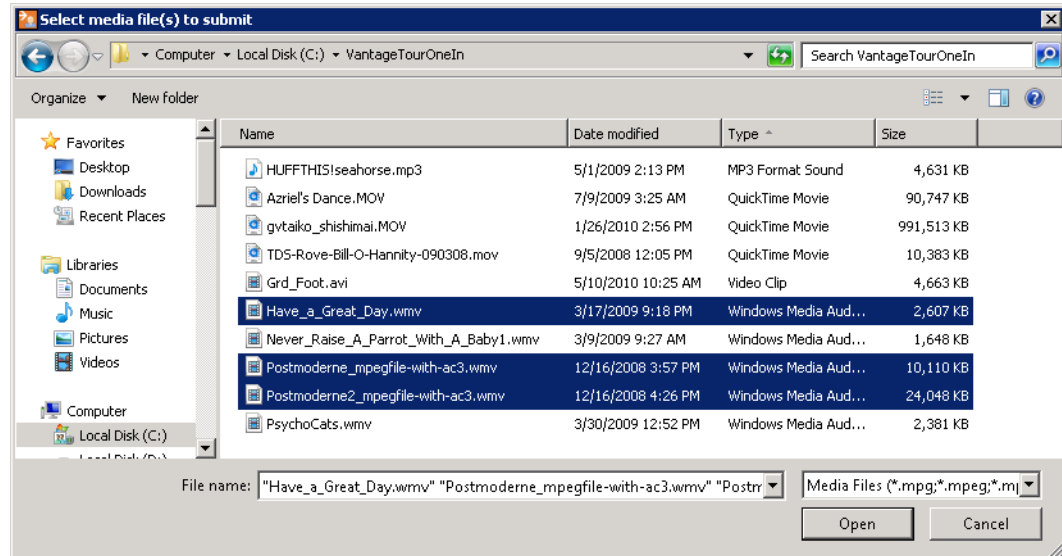 Select media file(s) to submit
Computer Local Disk (C:) VantageTourOneIn Search VantageTourOneIn
Organize New folder
Favorites
Desktop
Downloads
Recent Places
Libraries
Documents
Music
Pictures
Videos
Computer
Local Disk (C:)
Local Disk (D:)
Name Date modified Type Size
HUFFTHIS!seahorse.mp3 5/1/2009 2:13 PM MP3 Format Sound 4,631 KB
Azriel's Dance.MOV 7/9/2009 3:25 AM QuickTime Movie 90,747 KB
gvtaiko_shishimai.MOV 1/26/2010 2:56 PM QuickTime Movie 991,513 KB
TDS-Rove-Bill-O-Hannity-090308.mov 9/5/2008 12:05 PM QuickTime Movie 10,383 KB
Grd_Foot.avi 5/10/2010 10:25 AM Video Clip 4,663 KB
Have_a_Great_Day.wmv 3/17/2009 9:18 PM Windows Media Aud... 2,607 KB
Never_Raise_A_Parrot_With_A_Baby1.wmv 3/9/2009 9:27 AM Windows Media Aud... 1,648 KB
Postmoderne_mpegfile-with-ac3.wmv 12/16/2008 3:57 PM Windows Media Aud... 10,110 KB
Postmoderne2_mpegfile-with-ac3.wmv 12/16/2008 4:26 PM Windows Media Aud... 24,048 KB
PsychoCats.wmv 3/30/2009 12:52 PM Windows Media Aud... 2,381 KB
File name: "Have_a_Great_Day.wmv" "Postmoderne_mpegfile-with-ac3.wmv" "Postr Media Files (*.mpg;*.mpeg;*.mp
Open Cancel